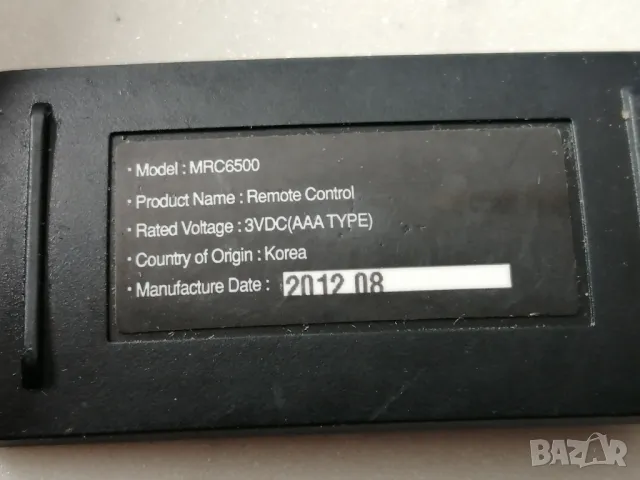 · Model : MRC6500
· Product Name : Remote Control
· Rated Voltage : 3VDC(AAA TYPE)
· Country of Origin : Korea
· Manufacture Date : 2012 08
BAZAR